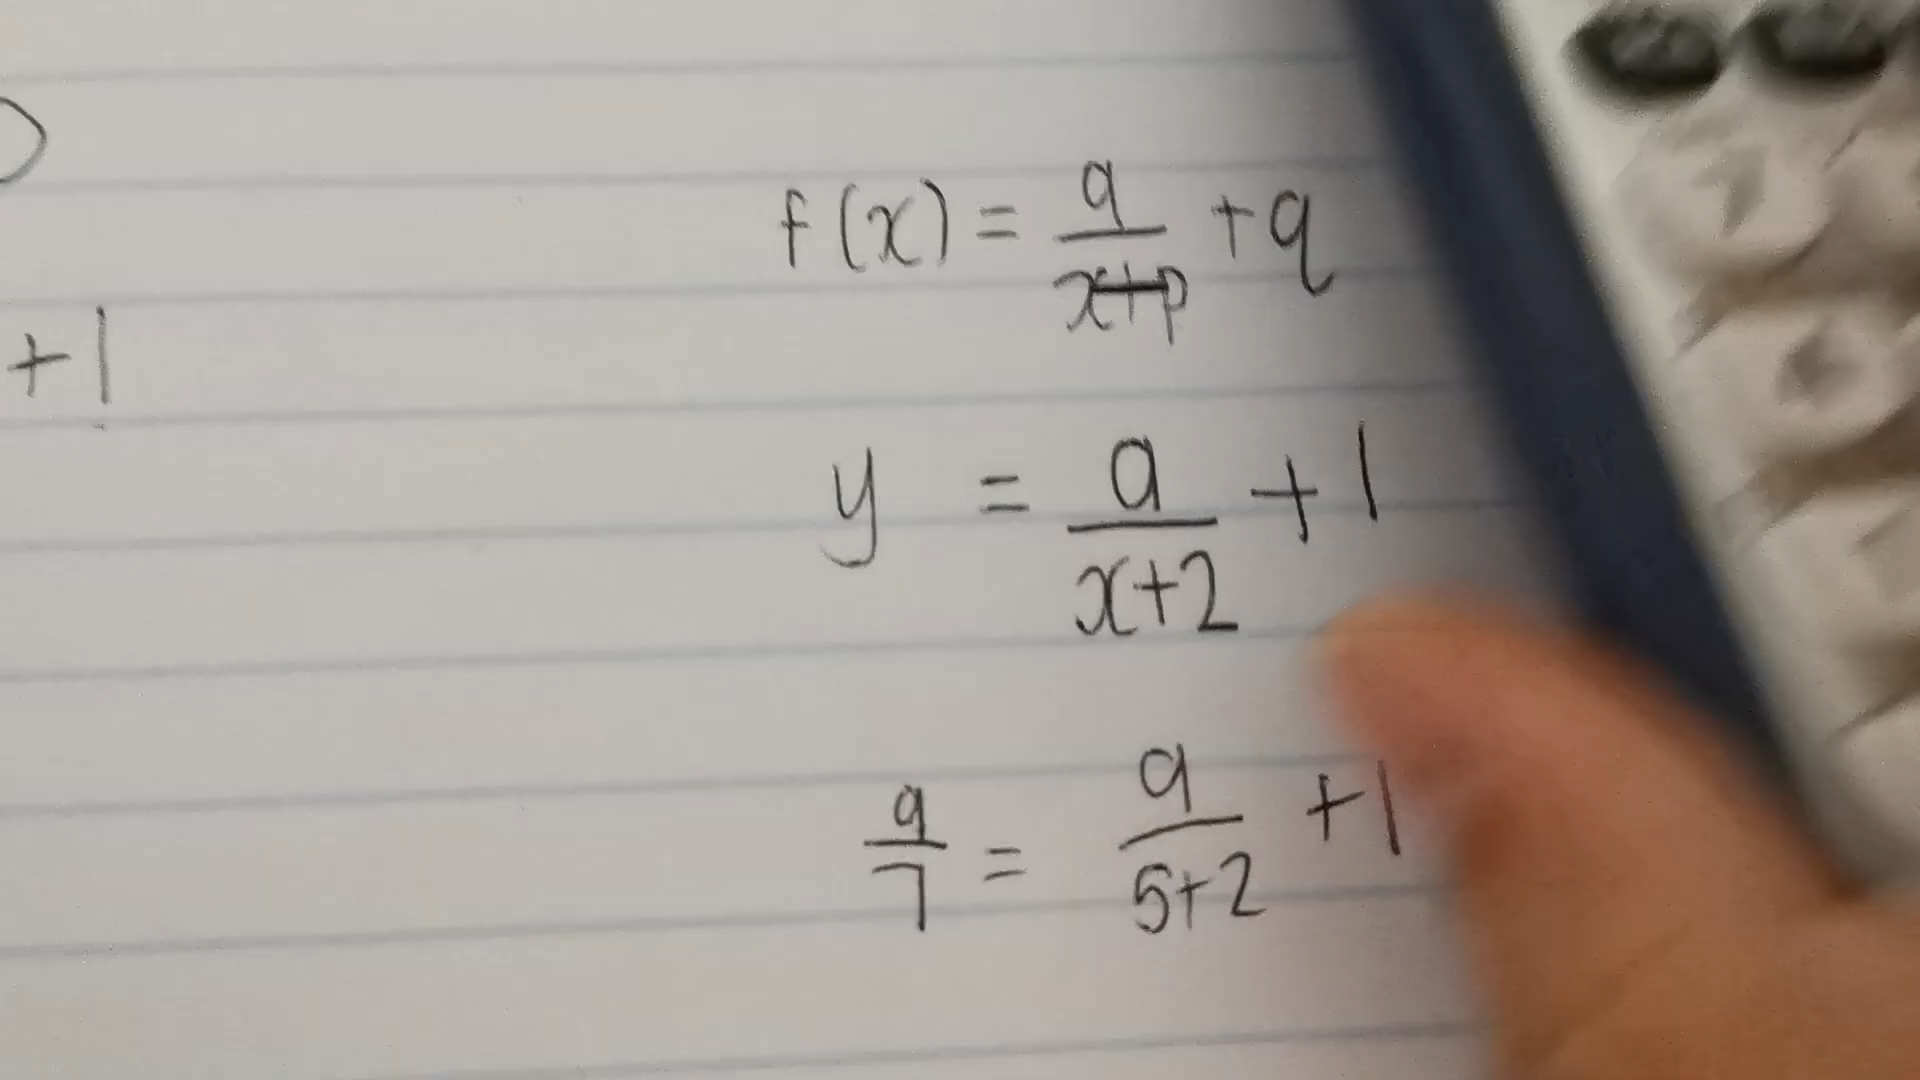 f(x) = a/(x+p) + q
+1
y = a/(x+2) + 1
9/7 = a/(5+2) + 1